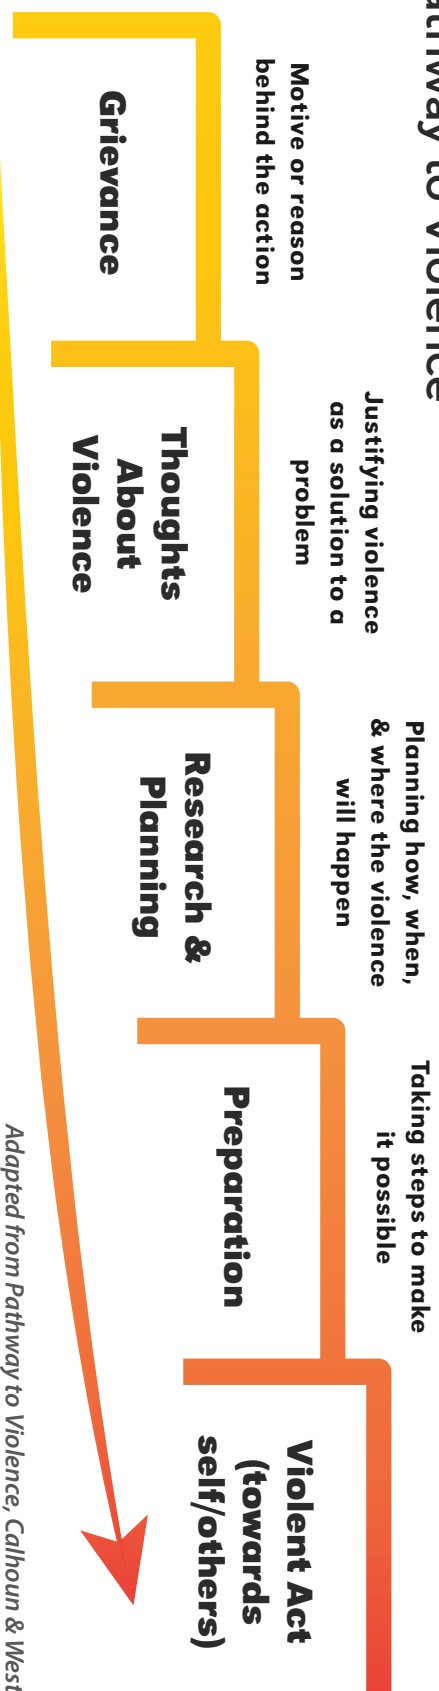 Pathway to Violence
Motive or reason
behind the action
Grievance
Justifying violence
as a solution to a
problem
Thoughts
About
Violence
Planning how, when,
& where the violence
will happen
Research &
Planning
Taking steps to make
it possible
Preparation
Violent Act
(towards
self/others)
Adapted from Pathway to Violence, Calhoun & West